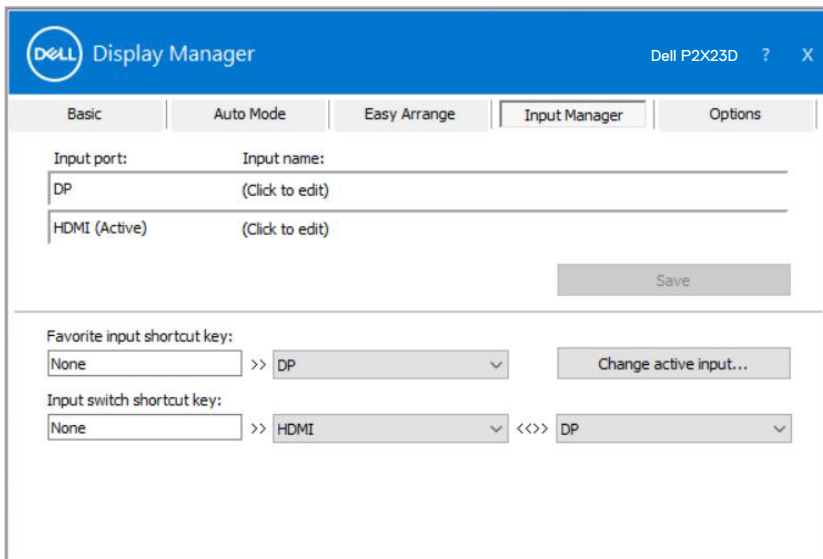 DELL Display Manager Dell P2X23D ? X
Basic Auto Mode Easy Arrange Input Manager Options
Input port: Input name:
DP (Click to edit)
HDMI (Active) (Click to edit)
Save
Favorite input shortcut key:
None >> DP Change active input...
Input switch shortcut key:
None >> HDMI <<>> DP